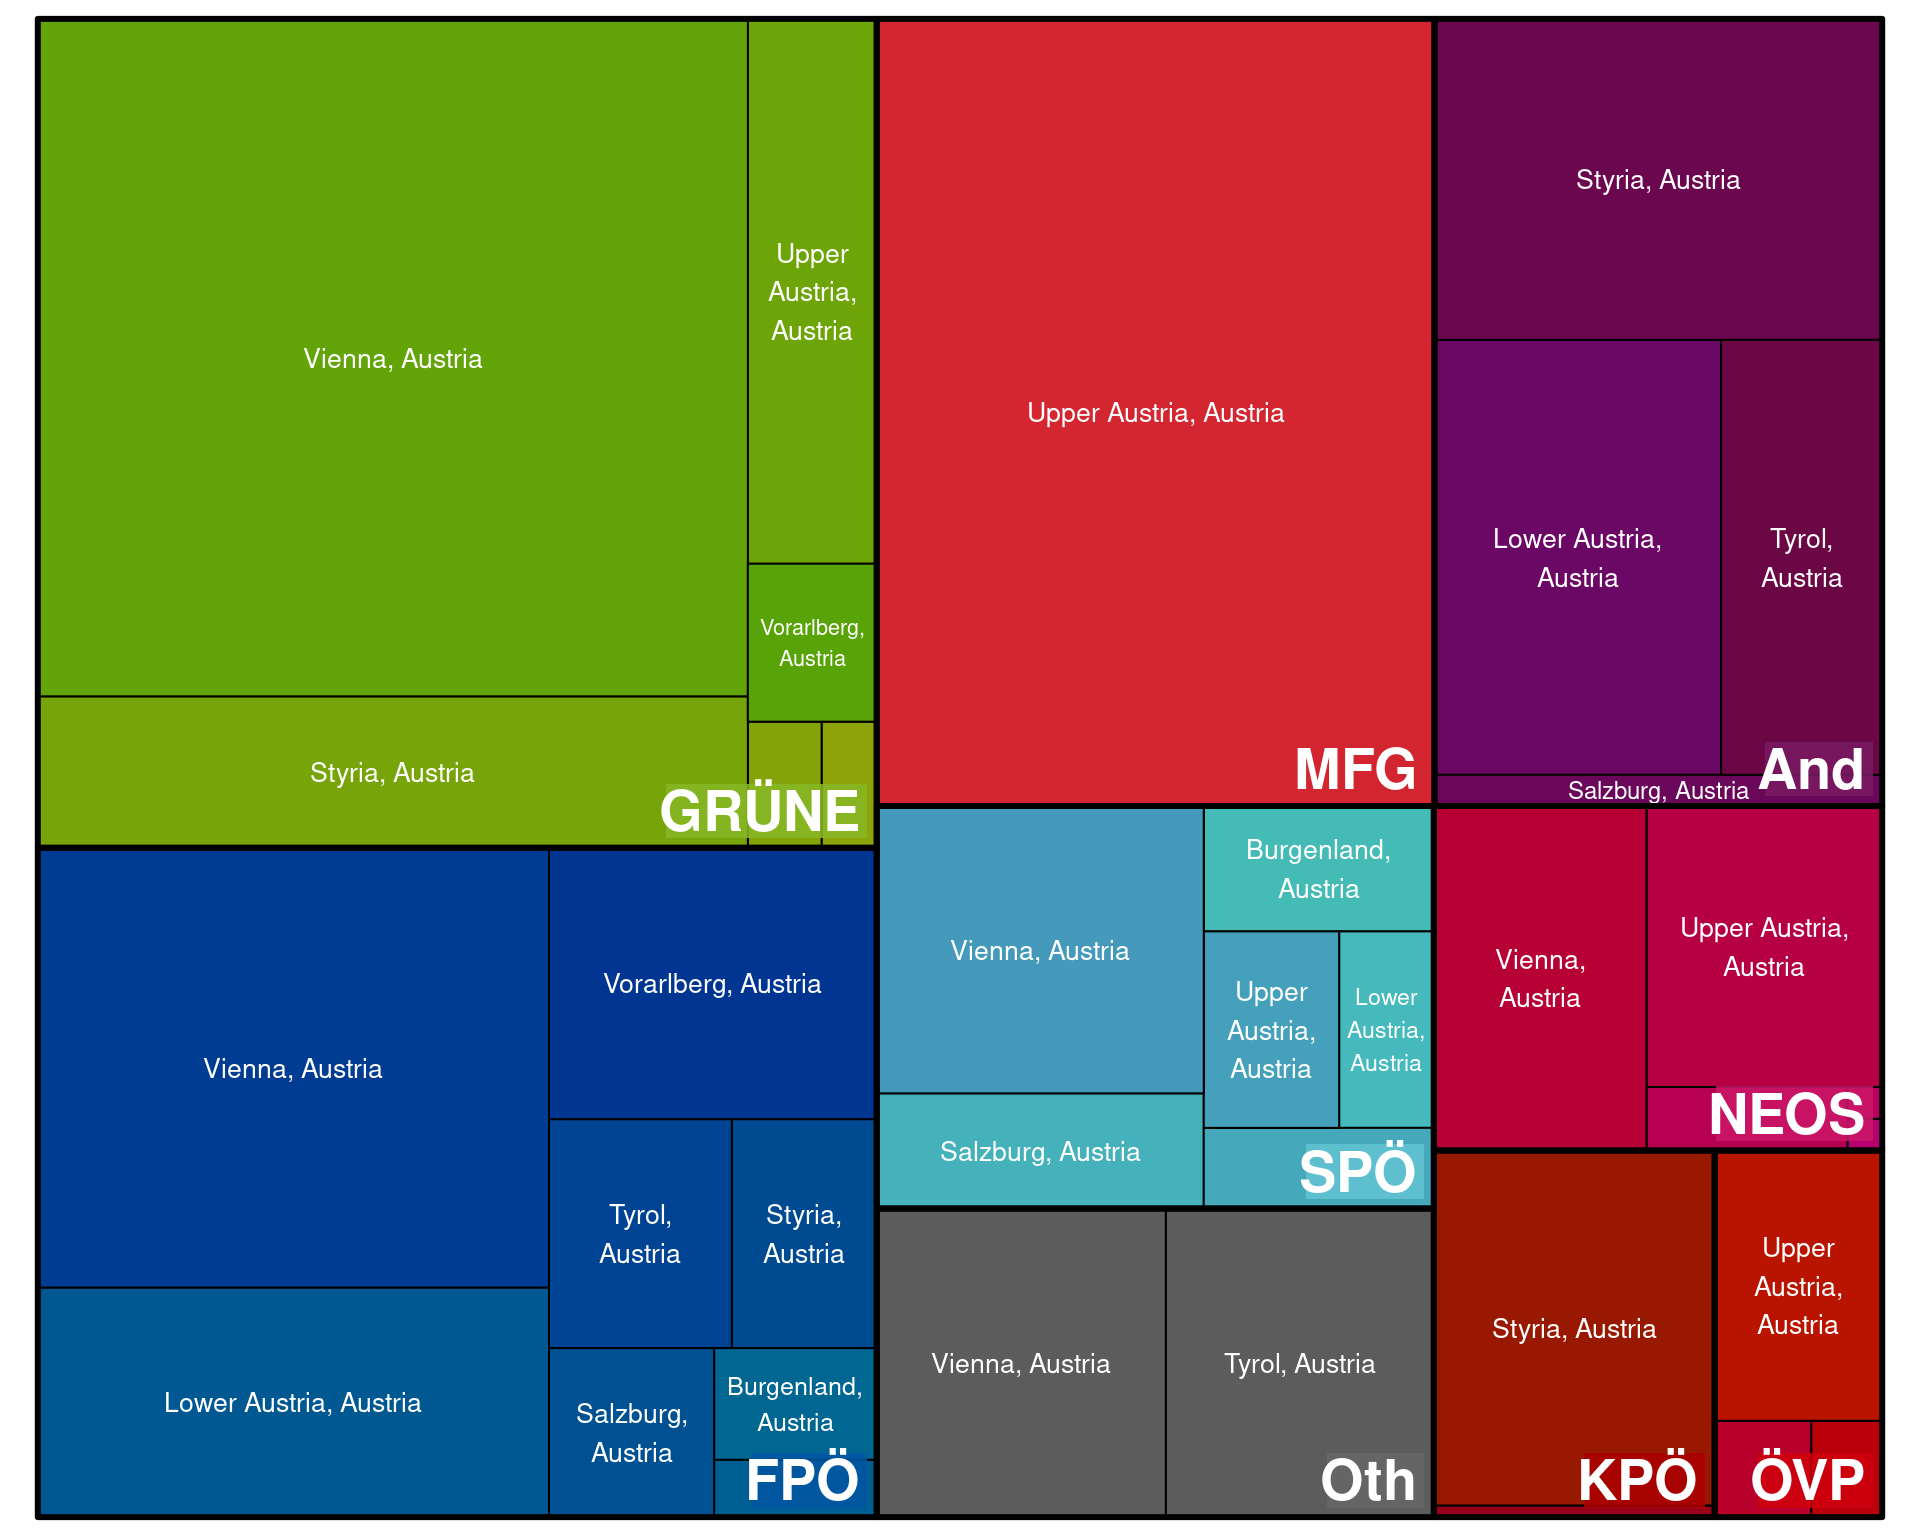 Vienna, Austria
Upper
Austria,
Austria
Vorarlberg,
Austria
Styria, Austria
GRÜNE
Upper Austria, Austria
MFG
Styria, Austria
Lower Austria,
Austria
Tyrol,
Austria
Salzburg, Austria
And
Vienna, Austria
Vorarlberg, Austria
Tyrol,
Austria
Styria,
Austria
Lower Austria, Austria
Salzburg,
Austria
Burgenland,
Austria
FPÖ
Vienna, Austria
Burgenland,
Austria
Upper
Austria,
Austria
Lower
Austria,
Austria
Salzburg, Austria
SPÖ
Vienna,
Austria
Upper Austria,
Austria
NEOS
Vienna, Austria
Tyrol, Austria
Oth
Styria, Austria
KPÖ
Upper
Austria,
Austria
ÖVP